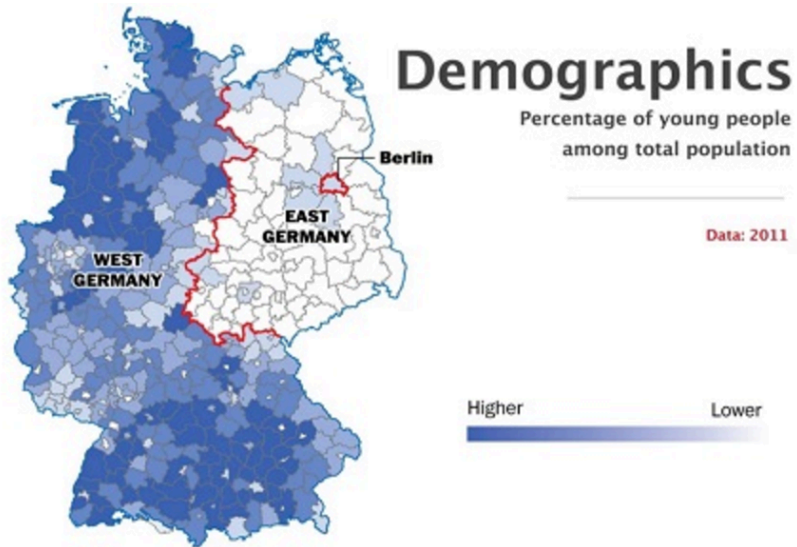 Demographics
Percentage of young people
among total population
Berlin
EAST
GERMANY
Data: 2011
WEST
GERMANY
Higher
Lower